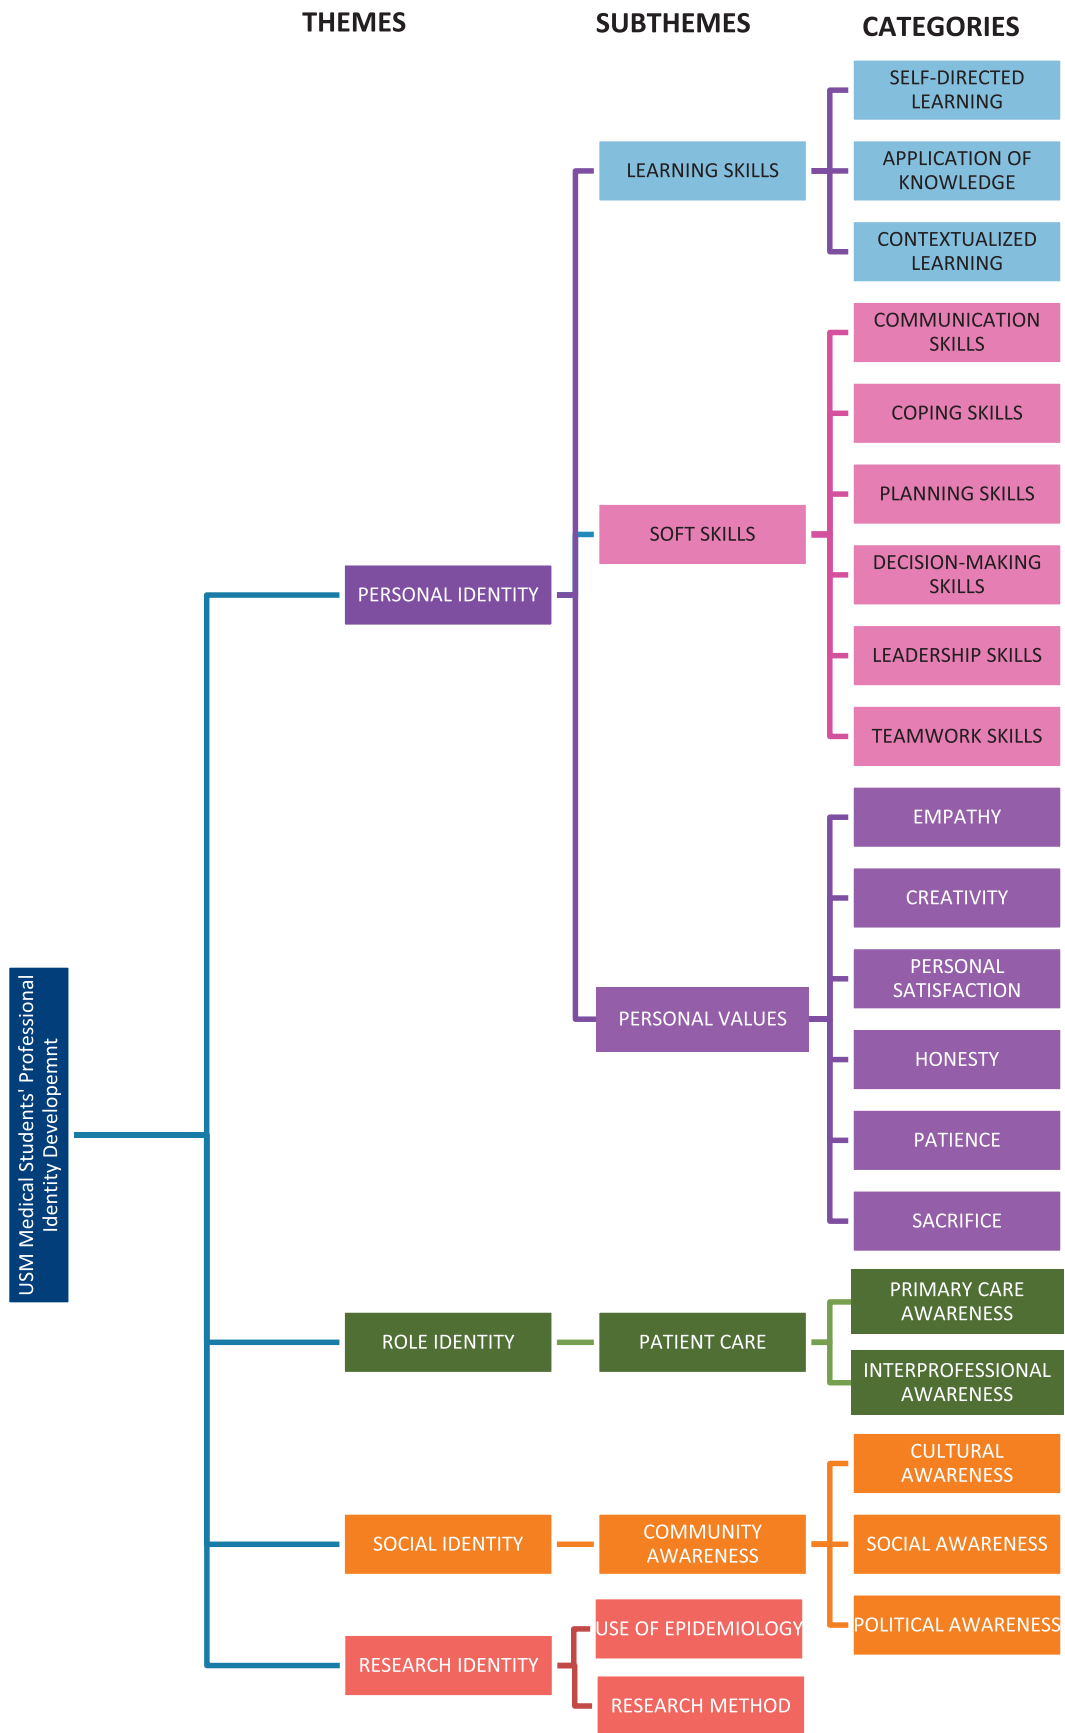 THEMES
SUBTHEMES
CATEGORIES
USM Medical Students' Professional
Identity Developemnt
PERSONAL IDENTITY
LEARNING SKILLS
SELF-DIRECTED
LEARNING
APPLICATION OF
KNOWLEDGE
CONTEXTUALIZED
LEARNING
SOFT SKILLS
COMMUNICATION
SKILLS
COPING SKILLS
PLANNING SKILLS
DECISION-MAKING
SKILLS
LEADERSHIP SKILLS
TEAMWORK SKILLS
PERSONAL VALUES
EMPATHY
CREATIVITY
PERSONAL
SATISFACTION
HONESTY
PATIENCE
SACRIFICE
ROLE IDENTITY
PATIENT CARE
PRIMARY CARE
AWARENESS
INTERPROFESSIONAL
AWARENESS
SOCIAL IDENTITY
COMMUNITY
AWARENESS
CULTURAL
AWARENESS
SOCIAL AWARENESS
POLITICAL AWARENESS
RESEARCH IDENTITY
USE OF EPIDEMIOLOGY
RESEARCH METHOD